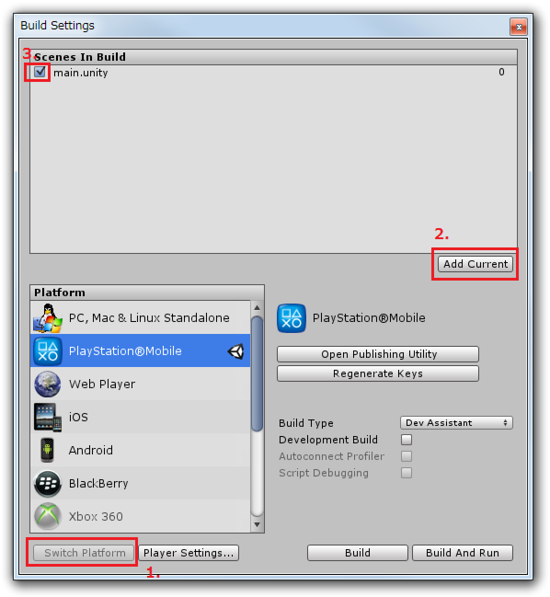 Build Settings
3.
Scenes In Build
main.unity 0
2.
Add Current
Platform
PC, Mac & Linux Standalone
PlayStation®Mobile
Web Player
iOS
Android
BlackBerry
Xbox 360
PlayStation®Mobile
Open Publishing Utility
Regenerate Keys
Build Type Dev Assistant
Development Build
Autoconnect Profiler
Script Debugging
Switch Platform Player Settings... Build Build And Run
1.